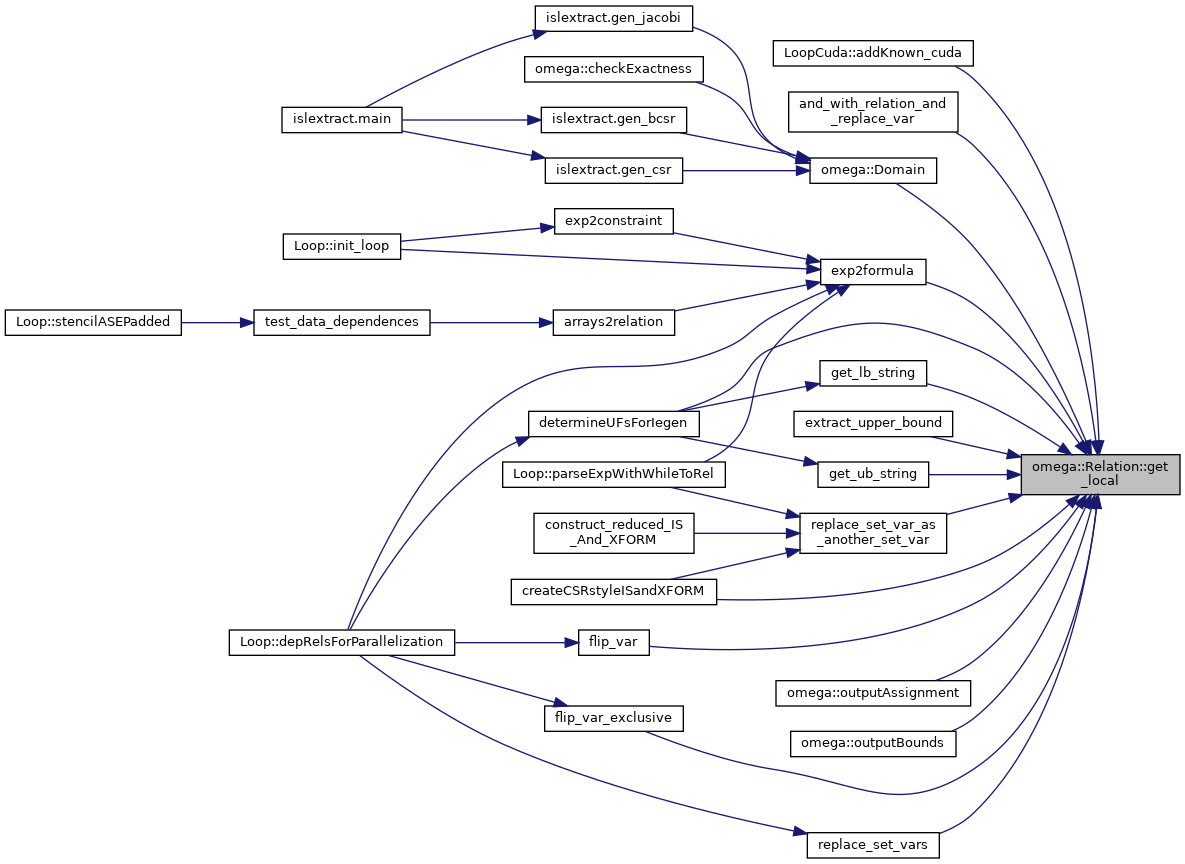 islextract.gen_jacobi
LoopCuda::addKnown_cuda
omega::checkExactness
and_with_relation_and
_replace_var
islextract.main
islextract.gen_bcsr
islextract.gen_csr
omega::Domain
exp2constraint
Loop::init_loop
exp2formula
Loop::stencilASEPadded
test_data_dependences
arrays2relation
get_lb_string
determineUFsForIegen
extract_upper_bound
Loop::parseExpWithWhileToRel
get_ub_string
omega::Relation::get
_local
construct_reduced_IS
_And_XFORM
replace_set_var_as
_another_set_var
createCSRstyleISandXFORM
Loop::depRelsForParallelization
flip_var
omega::outputAssignment
flip_var_exclusive
omega::outputBounds
replace_set_vars